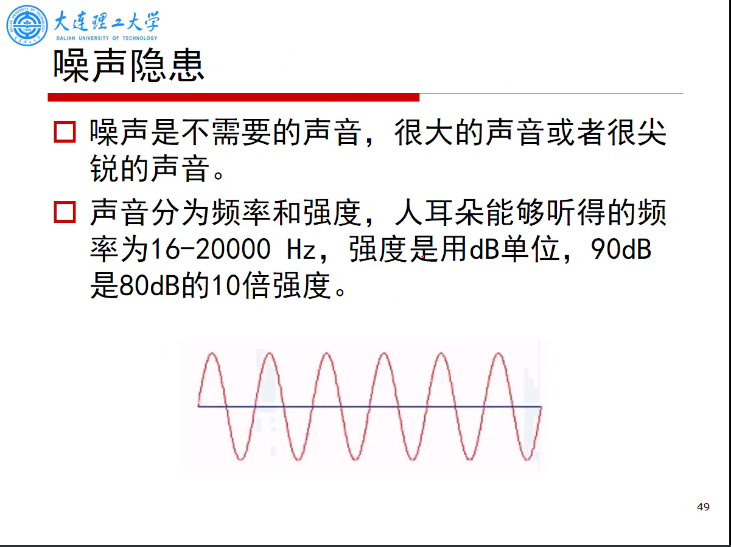 大连理工大学
DALIAN UNIVERSITY OF TECHNOLOGY
噪声隐患
噪声是不需要的声音，很大的声音或者很尖
锐的声音。
声音分为频率和强度，人耳朵能够听得的频
率为16-20000 Hz，强度是用dB单位，90dB
是80dB的10倍强度。
49